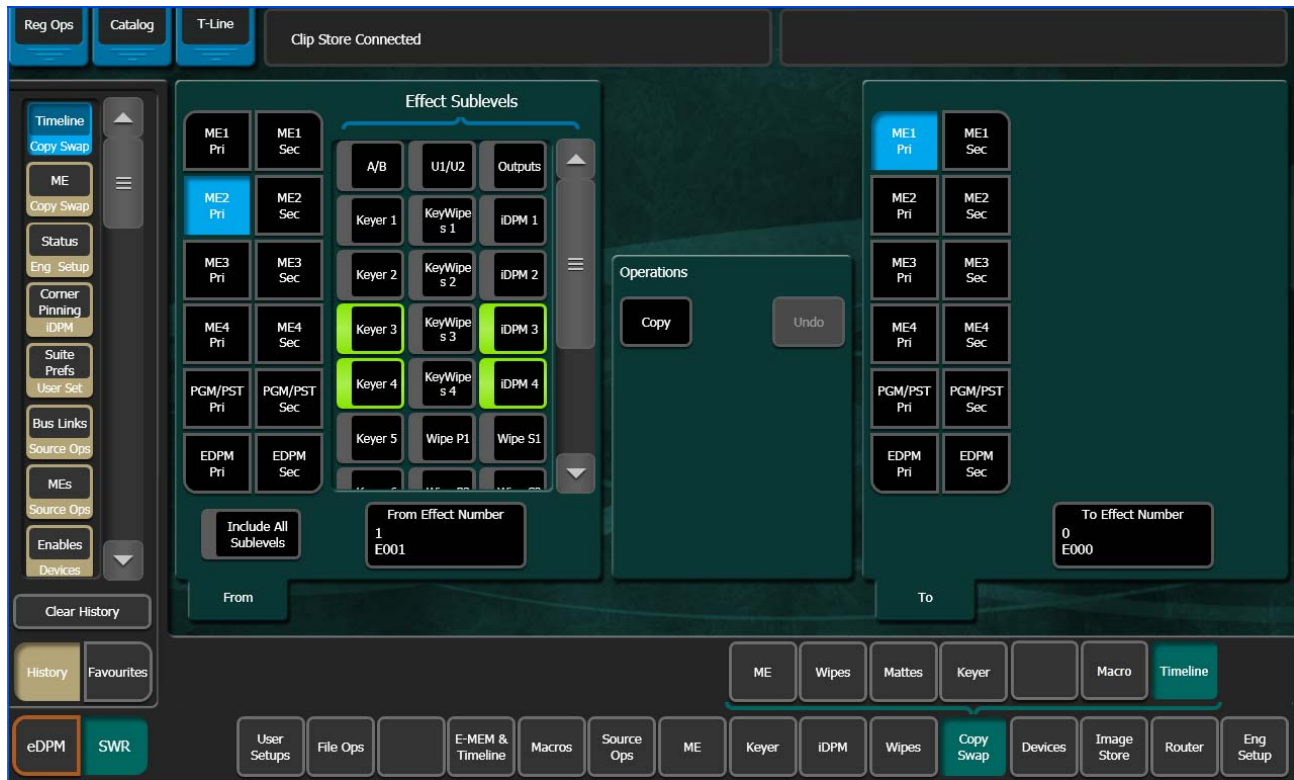 Reg Ops
Catalog
T-Line
Clip Store Connected
Timeline
Copy Swap
ME
Copy Swap
Status
Eng Setup
Corner
Pinning
iDPM
Suite
Prefs
User Set
Bus Links
Source Ops
MEs
Source Ops
Enables
Devices
Clear History
History
Favourites
eDPM
SWR
ME1
Pri
ME1
Sec
ME2
Pri
ME2
Sec
ME3
Pri
ME3
Sec
ME4
Pri
ME4
Sec
PGM/PST
Pri
PGM/PST
Sec
EDPM
Pri
EDPM
Sec
Effect Sublevels
A/B
U1/U2
Outputs
Keyer 1
KeyWipe
s 1
iDPM 1
Keyer 2
KeyWipe
s 2
iDPM 2
Keyer 3
KeyWipe
s 3
iDPM 3
Keyer 4
KeyWipe
s 4
iDPM 4
Keyer 5
Wipe P1
Wipe S1
Include All
Sublevels
From Effect Number
1
E001
From
Operations
Copy
Undo
ME1
Pri
ME1
Sec
ME2
Pri
ME2
Sec
ME3
Pri
ME3
Sec
ME4
Pri
ME4
Sec
PGM/PST
Pri
PGM/PST
Sec
EDPM
Pri
EDPM
Sec
To Effect Number
0
E000
To
ME
Wipes
Mattes
Keyer
Macro
Timeline
User
Setups
File Ops
E-MEM &
Timeline
Macros
Source
Ops
ME
Keyer
iDPM
Wipes
Copy
Swap
Devices
Image
Store
Router
Eng
Setup